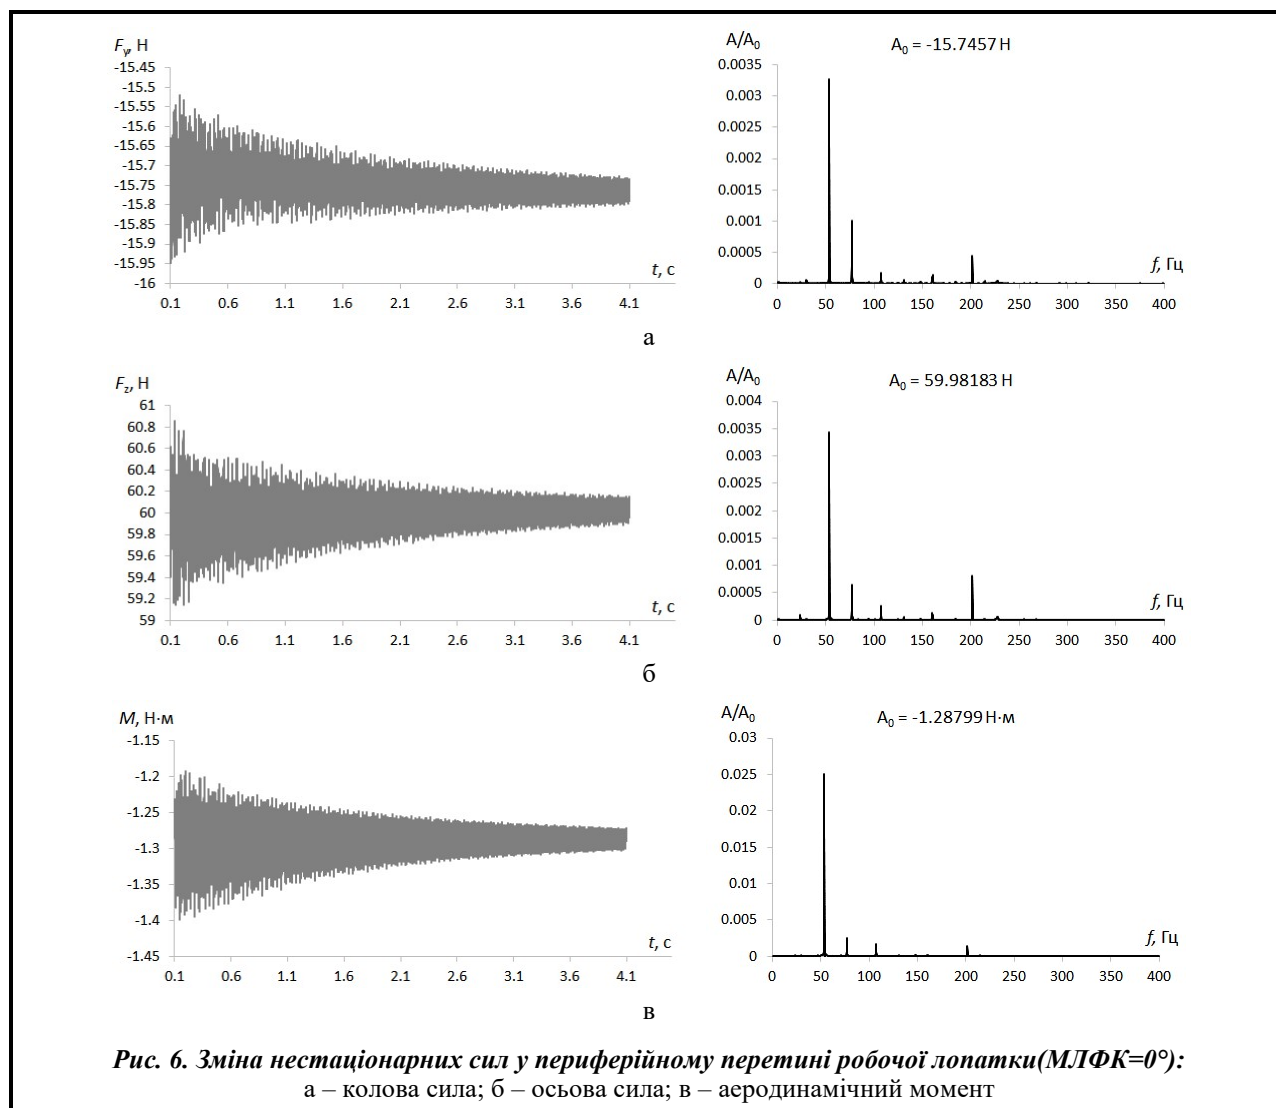 Fy, Н
-15.45
-15.5
-15.55
-15.6
-15.65
-15.7
-15.75
-15.8
-15.85
-15.9
-15.95
-16
t, с
0.1 0.6 1.1 1.6 2.1 2.6 3.1 3.6 4.1
A/A0
A0 = -15.7457 Н
0.0035
0.003
0.0025
0.002
0.0015
0.001
0.0005
0
f, Гц
0 50 100 150 200 250 300 350 400
а
Fz, Н
61
60.8
60.6
60.4
60.2
60
59.8
59.6
59.4
59.2
59
t, с
0.1 0.6 1.1 1.6 2.1 2.6 3.1 3.6 4.1
A/A0
A0 = 59.98183 Н
0.004
0.0035
0.003
0.0025
0.002
0.0015
0.001
0.0005
0
f, Гц
0 50 100 150 200 250 300 350 400
б
M, Н·м
-1.15
-1.2
-1.25
-1.3
-1.35
-1.4
-1.45
t, с
0.1 0.6 1.1 1.6 2.1 2.6 3.1 3.6 4.1
A/A0
A0 = -1.28799 Н·м
0.03
0.025
0.02
0.015
0.01
0.005
0
f, Гц
0 50 100 150 200 250 300 350 400
в
Рис. 6. Зміна нестаціонарних сил у периферійному перетині робочої лопатки(МЛФК=0°):
а – колова сила; б – осьова сила; в – аеродинамічний момент